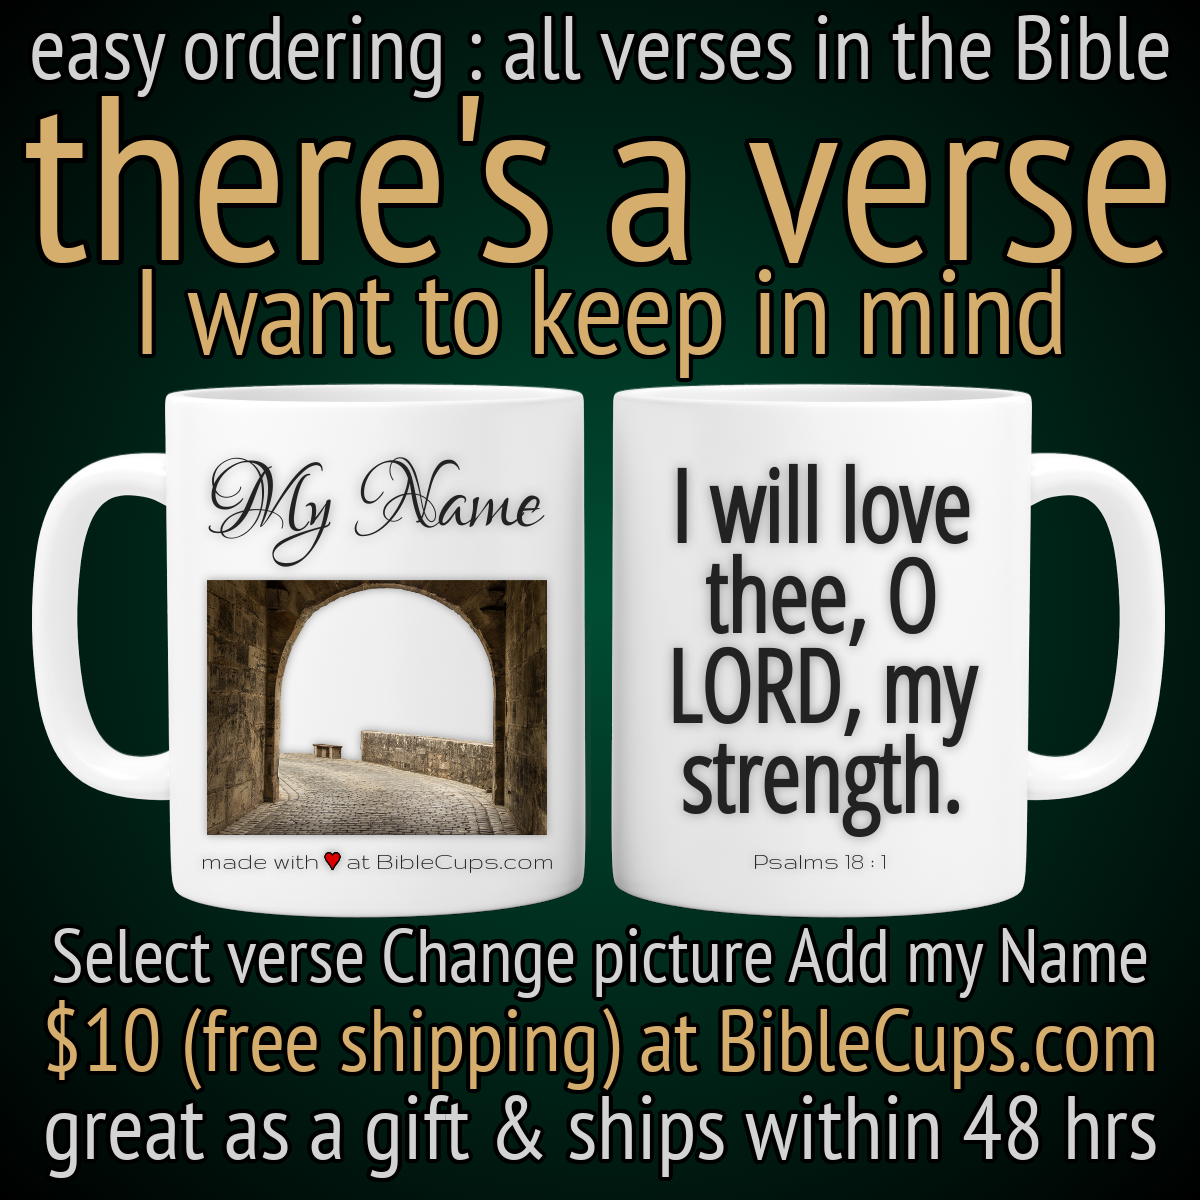 easy ordering : all verses in the Bible
there's a verse
I want to keep in mind
My Name
made with ❤ at BibleCups.com
I will love
thee, O
LORD, my
strength.
Psalms 18 : 1
Select verse Change picture Add my Name
$10 (free shipping) at BibleCups.com
great as a gift & ships within 48 hrs